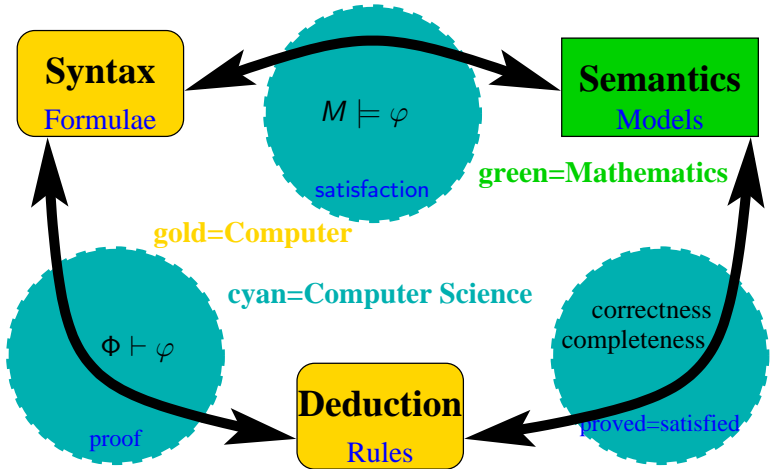 Syntax
Formulae
M ⊨ φ
satisfaction
Semantics
Models
green=Mathematics
gold=Computer
cyan=Computer Science
Φ ⊢ φ
proof
correctness
completeness
proved=satisfied
Deduction
Rules